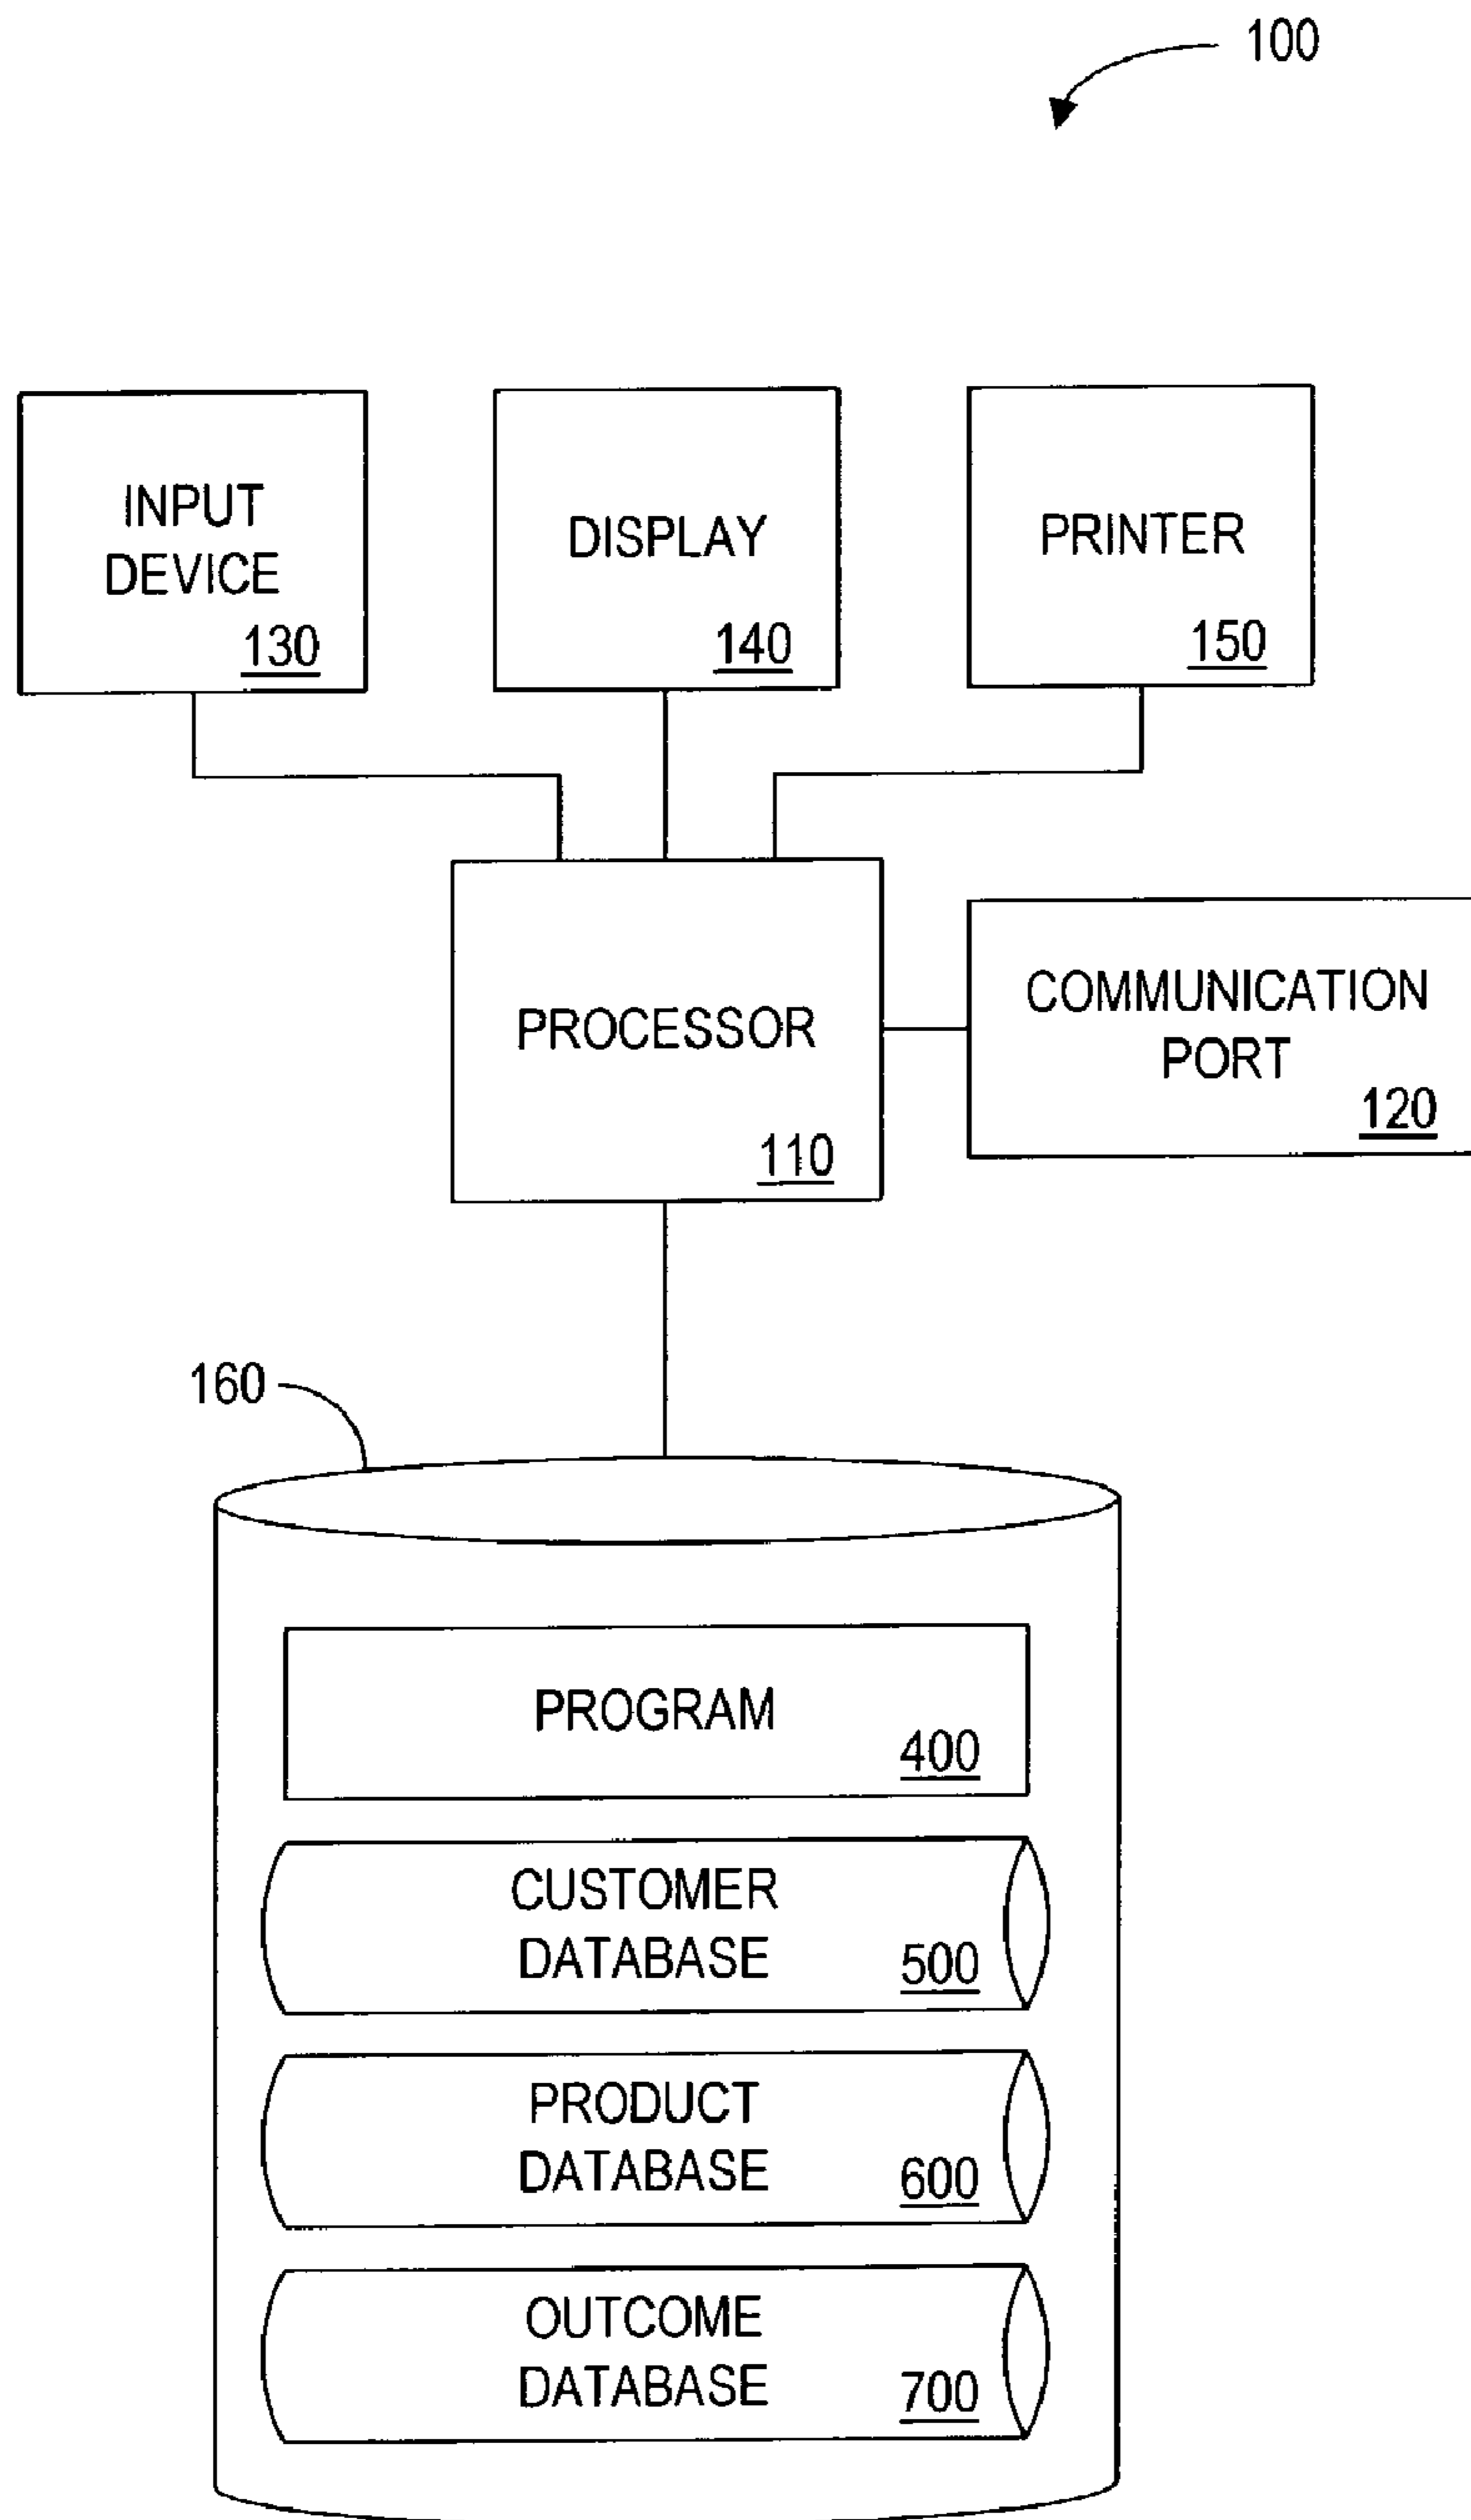 100
INPUT
DEVICE
130
DISPLAY
140
PRINTER
150
PROCESSOR
110
COMMUNICATION
PORT
120
160
PROGRAM
400
CUSTOMER
DATABASE
500
PRODUCT
DATABASE
600
OUTCOME
DATABASE
700